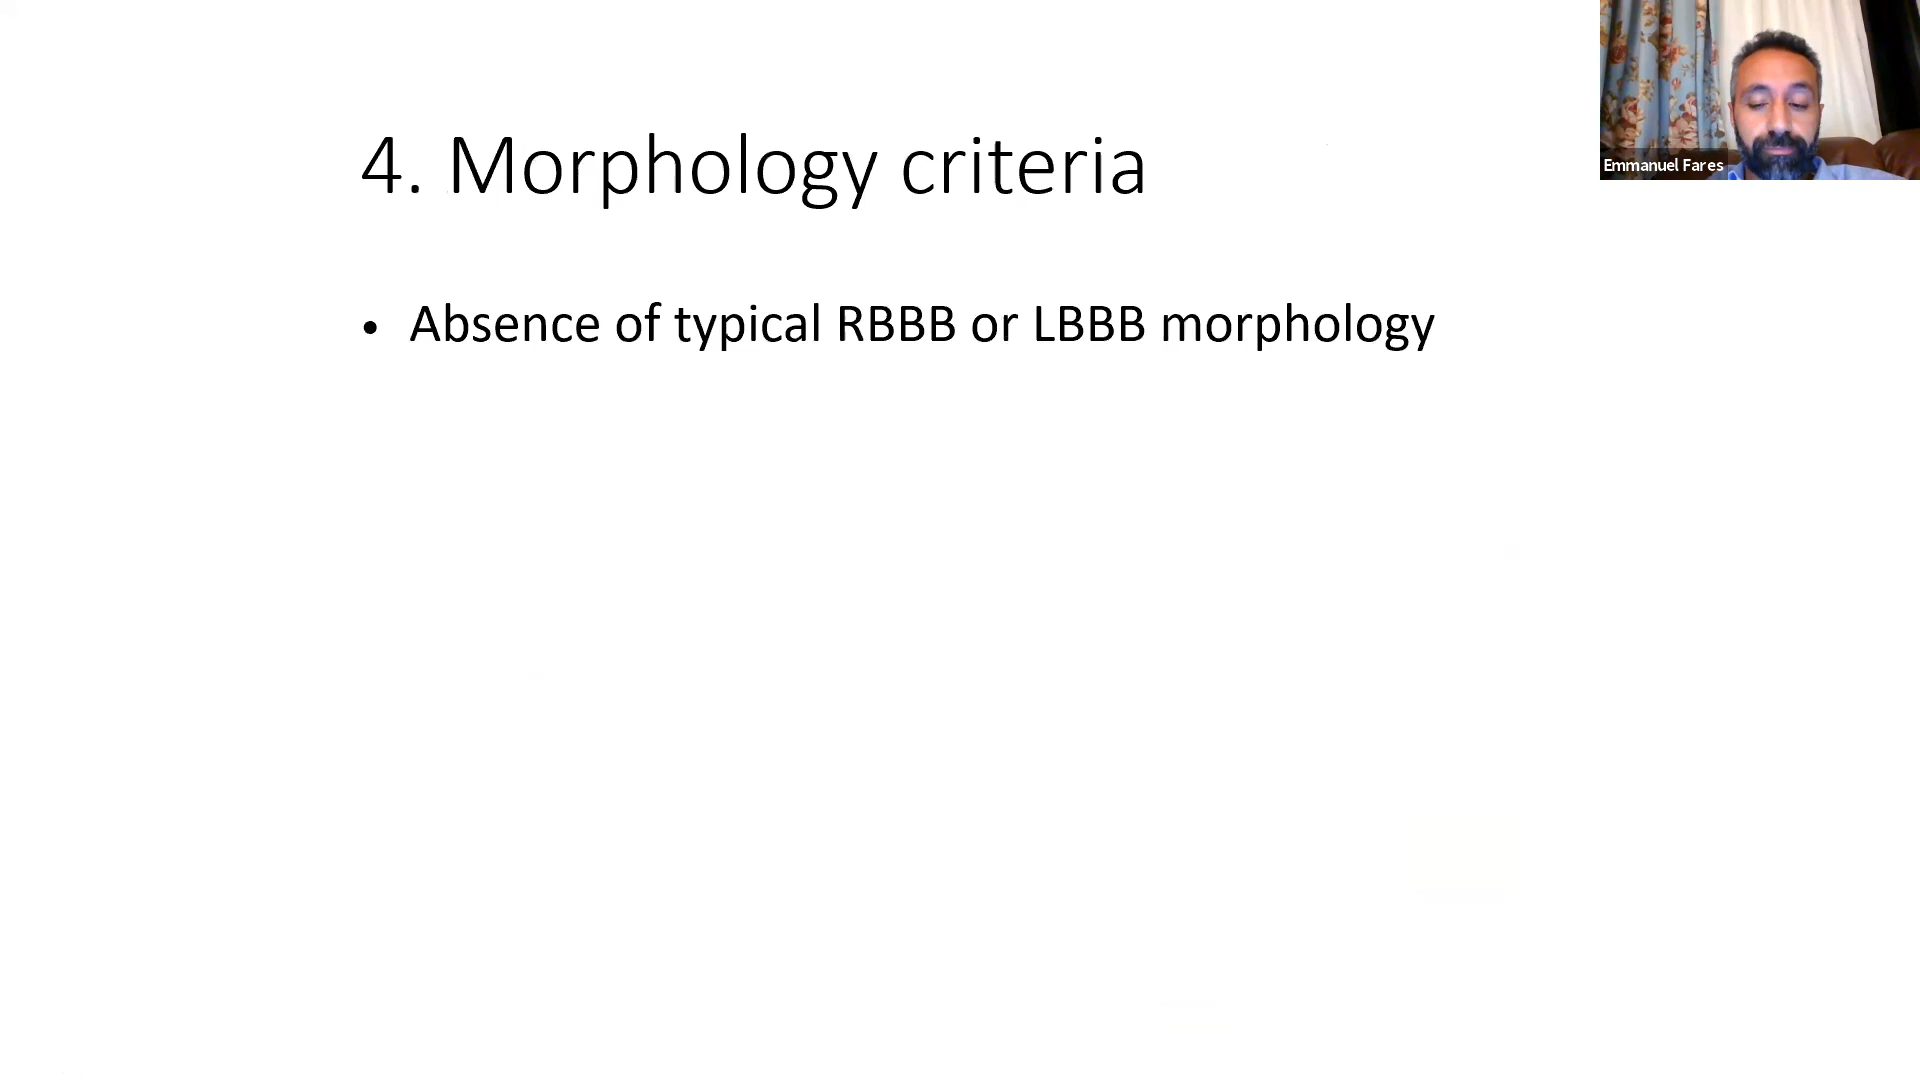 4. Morphology criteria
• Absence of typical RBBB or LBBB morphology
Emmanuel Fares